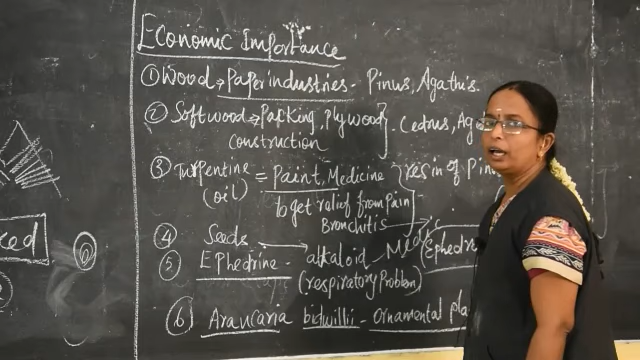 Economic Importance
① Wood → Paper industries - Pinus, Agathis.
② Softwood → Packing, Plywood
construction
Cedrus, Ag
③ Turpentine = Paint, Medicine
(oil)
resin of Pin
to get relief from Pain
Bronchitis
④ Seeds
⑤ EPhedrine → alkaloid
(Ephedr
(respiratory Problem)
⑥ Araucaria bidwillii - Ornamental pla
⑥